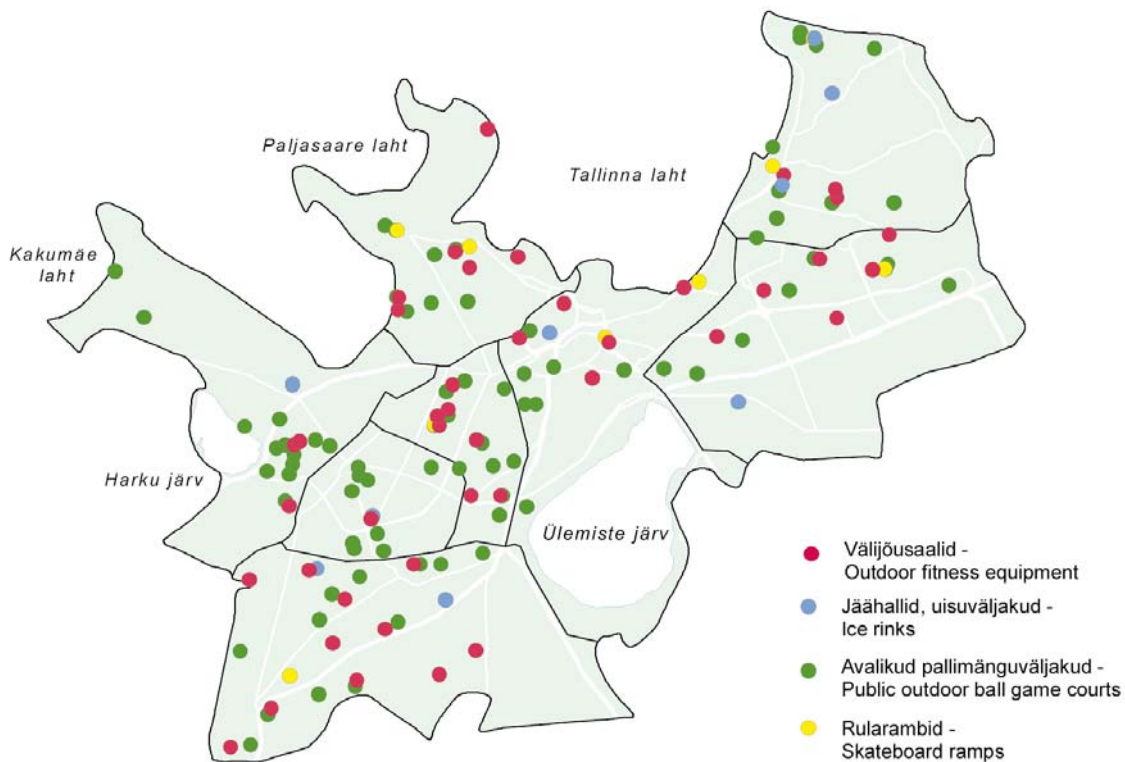 Paljasaare laht
Tallinna laht
Kakumäe
laht
Harku järv
Ülemiste järv
Välijõusaalid -
Outdoor fitness equipment
Jäähallid, uisuväljakud -
Ice rinks
Avalikud pallimänguväljakud -
Public outdoor ball game courts
Rularambid -
Skateboard ramps